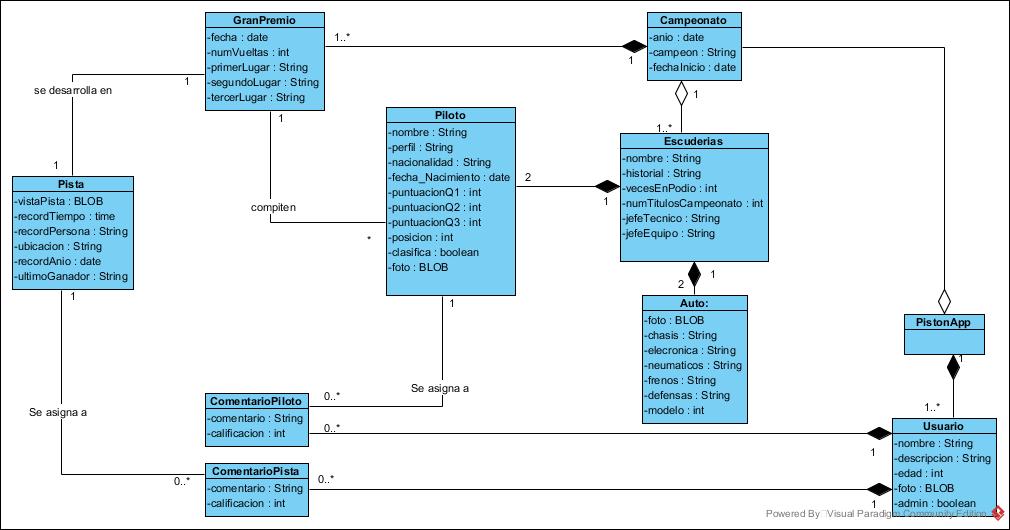 GranPremio
-fecha : date
-numVueltas : int
-primerLugar : String
-segundoLugar : String
-tercerLugar : String
1..*
1
Campeonato
-anio : date
-campeon : String
-fechaInicio : date
1
1..*
se desarrolla en
1
1
1
compiten
*
Piloto
-nombre : String
-perfil : String
-nacionalidad : String
-fecha_Nacimiento : date
-puntuacionQ1 : int
-puntuacionQ2 : int
-puntuacionQ3 : int
-posicion : int
-clasifica : boolean
-foto : BLOB
2
1
Escuderias
-nombre : String
-historial : String
-vecesEnPodio : int
-numTitulosCampeonato : int
-jefeTecnico : String
-jefeEquipo : String
1
2
Pista
-vistaPista : BLOB
-recordTiempo : time
-recordPersona : String
-ubicacion : String
-recordAnio : date
-ultimoGanador : String
1
1
Auto:
-foto : BLOB
-chasis : String
-elecronica : String
-neumaticos : String
-frenos : String
-defensas : String
-modelo : int
PistonApp
1
1..*
Se asigna a
0..*
Se asigna a
0..*
ComentarioPiloto
-comentario : String
-calificacion : int
0..*
1
ComentarioPista
-comentario : String
-calificacion : int
0..*
1
Usuario
-nombre : String
-descripcion : String
-edad : int
-foto : BLOB
-admin : boolean
Powered By Visual Paradigm Community Edition